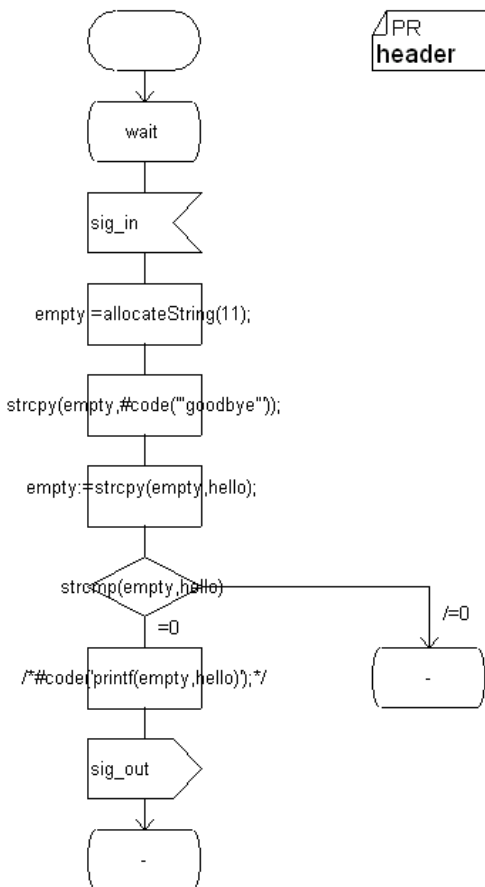 PR
header
wait
sig_in
empty:=allocateString(11);
strcpy(empty,#code('"goodbye"'));
empty:=strcpy(empty,hello);
strcmp(empty,hello)
/=0
=0
/*#code('printf(empty,hello)');*/
-
sig_out
-